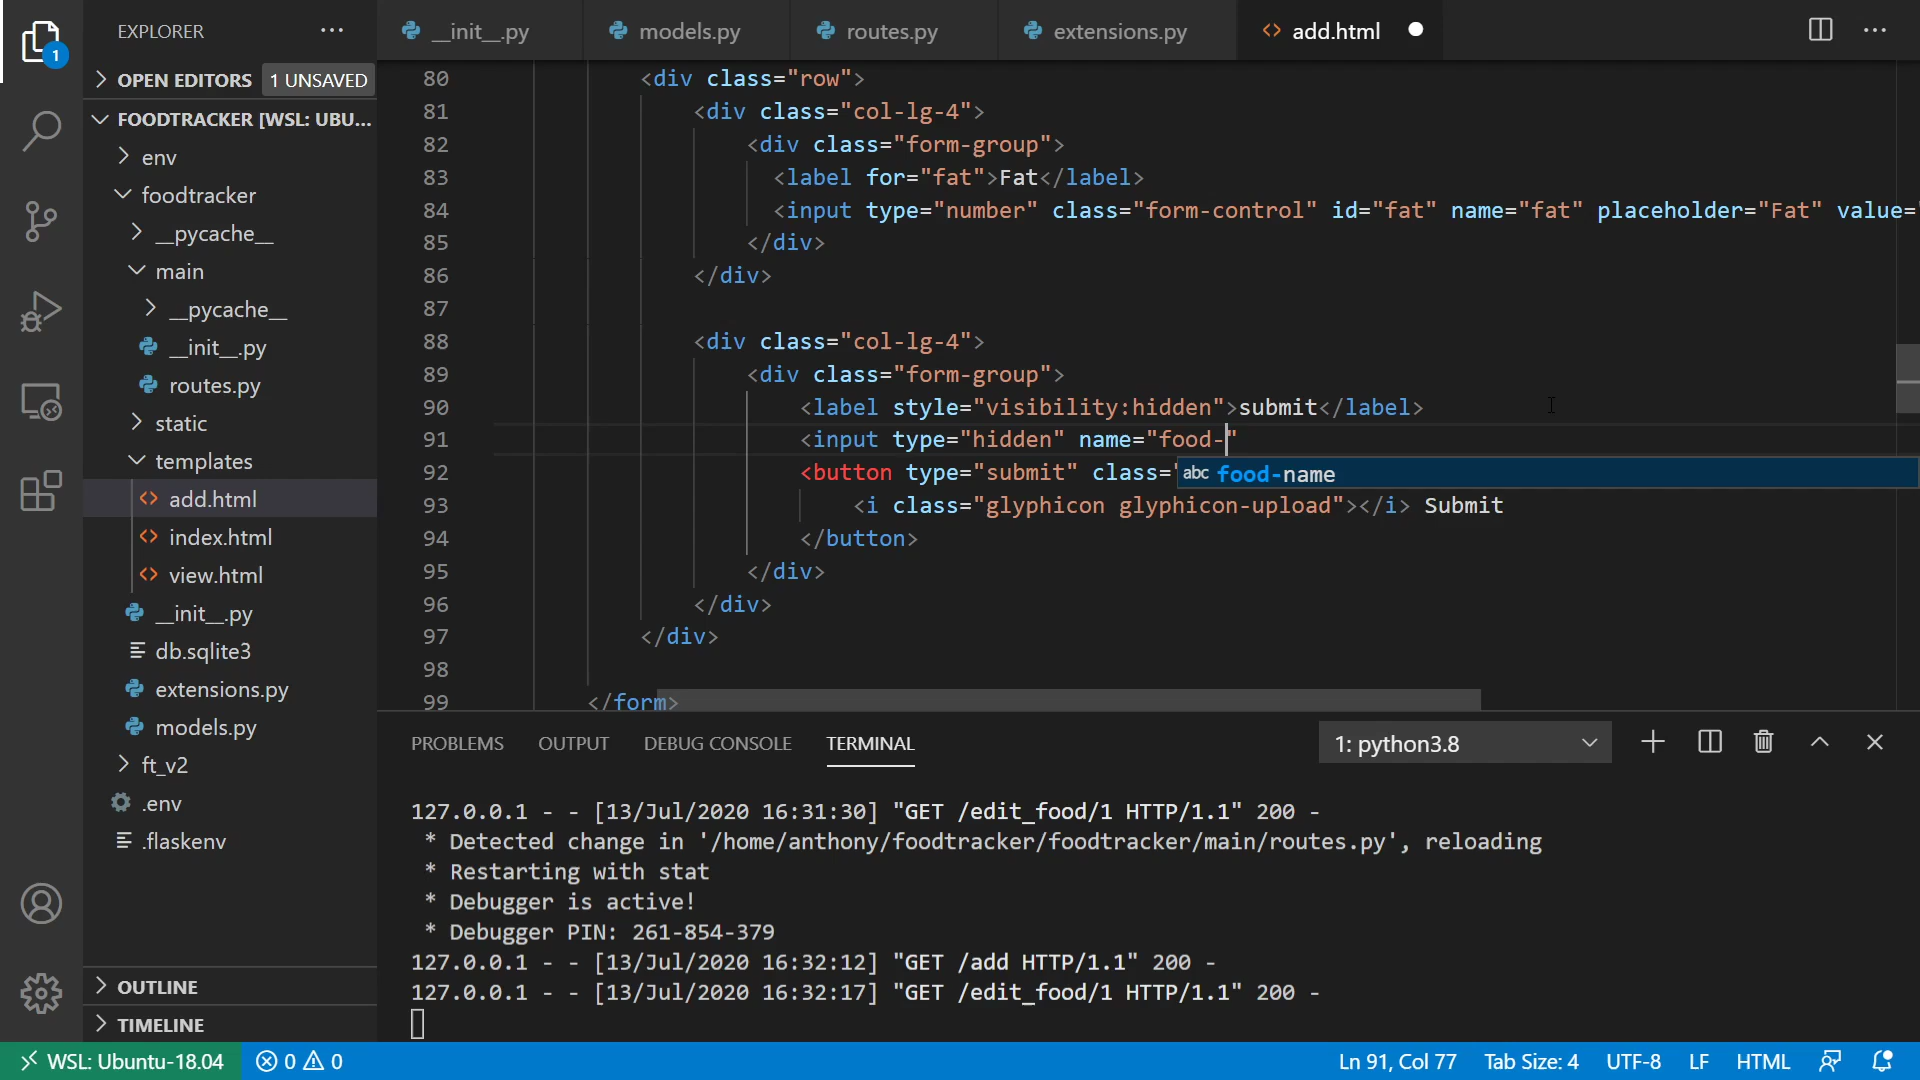 EXPLORER
OPEN EDITORS 1 UNSAVED
FOODTRACKER [WSL: UBU...
env
foodtracker
__pycache__
main
__pycache__
__init__.py
routes.py
static
templates
add.html
index.html
view.html
__init__.py
db.sqlite3
extensions.py
models.py
ft_v2
.env
.flaskenv
OUTLINE
TIMELINE
1
__init__.py
models.py
routes.py
extensions.py
add.html
80 <div class="row">
81 <div class="col-lg-4">
82 <div class="form-group">
83 <label for="fat">Fat</label>
84 <input type="number" class="form-control" id="fat" name="fat" placeholder="Fat" value=
85 </div>
86 </div>
87
88 <div class="col-lg-4">
89 <div class="form-group">
90 <label style="visibility:hidden">submit</label>
91 <input type="hidden" name="food-"
92 <button type="submit" class="
abc food-name
93 <i class="glyphicon glyphicon-upload"></i> Submit
94 </button>
95 </div>
96 </div>
97 </div>
98
99 </form>
PROBLEMS OUTPUT DEBUG CONSOLE TERMINAL 1: python3.8
127.0.0.1 - - [13/Jul/2020 16:31:30] "GET /edit_food/1 HTTP/1.1" 200 -
* Detected change in '/home/anthony/foodtracker/foodtracker/main/routes.py', reloading
* Restarting with stat
* Debugger is active!
* Debugger PIN: 261-854-379
127.0.0.1 - - [13/Jul/2020 16:32:12] "GET /add HTTP/1.1" 200 -
127.0.0.1 - - [13/Jul/2020 16:32:17] "GET /edit_food/1 HTTP/1.1" 200 -
WSL: Ubuntu-18.04 0 0 Ln 91, Col 77 Tab Size: 4 UTF-8 LF HTML